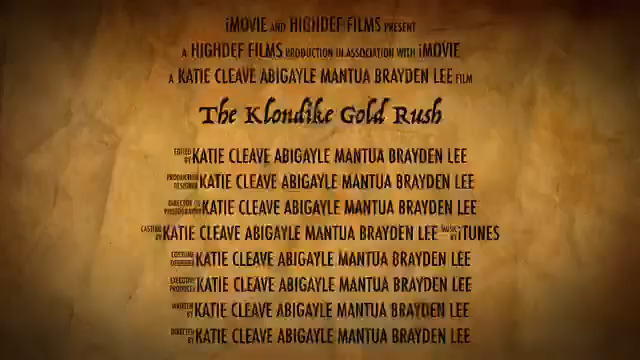 iMOVIE AND HIGHDEF FILMS PRESENT
A HIGHDEF FILMS PRODUCTION IN ASSOCIATION WITH iMOVIE
A KATIE CLEAVE ABIGAYLE MANTUA BRAYDEN LEE FILM
The Klondike Gold Rush
EDITED BY KATIE CLEAVE ABIGAYLE MANTUA BRAYDEN LEE
PRODUCTION DESIGNER KATIE CLEAVE ABIGAYLE MANTUA BRAYDEN LEE
DIRECTOR OF PHOTOGRAPHY KATIE CLEAVE ABIGAYLE MANTUA BRAYDEN LEE
CASTING BY KATIE CLEAVE ABIGAYLE MANTUA BRAYDEN LEE MUSIC BY iTUNES
COSTUME DESIGNER KATIE CLEAVE ABIGAYLE MANTUA BRAYDEN LEE
EXECUTIVE PRODUCER KATIE CLEAVE ABIGAYLE MANTUA BRAYDEN LEE
WRITTEN BY KATIE CLEAVE ABIGAYLE MANTUA BRAYDEN LEE
DIRECTED BY KATIE CLEAVE ABIGAYLE MANTUA BRAYDEN LEE